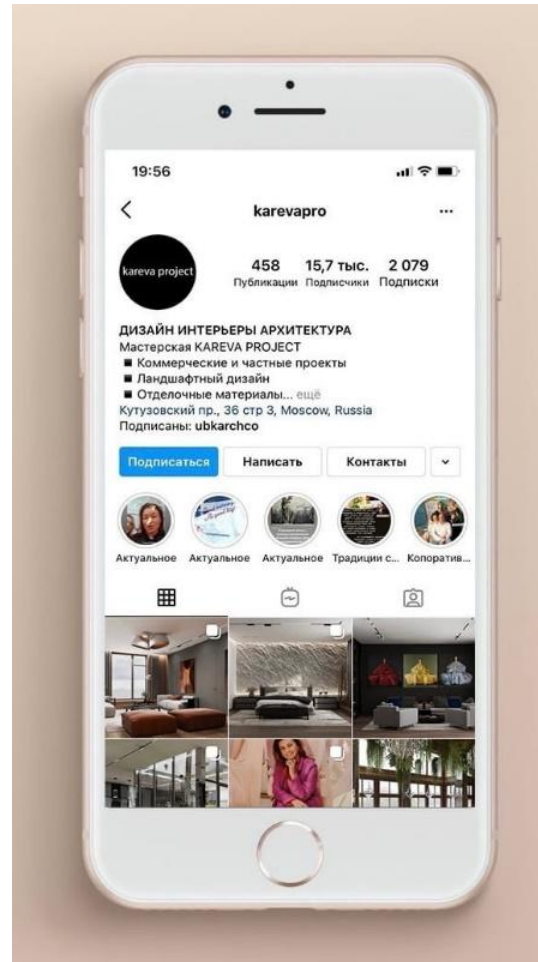 19:56
karevapro
kareva project
458 15,7 тыс. 2 079
Публикации Подписчики Подписки
ДИЗАЙН ИНТЕРЬЕРЫ АРХИТЕКТУРА
Мастерская KAREVA PROJECT
Коммерческие и частные проекты
Ландшафтный дизайн
Отделочные материалы... ещё
Кутузовский пр., 36 стр 3, Moscow, Russia
Подписаны: ubkarchco
Подписаться Написать Контакты
Актуальное Актуальное Актуальное Традиции с... Копоратив...